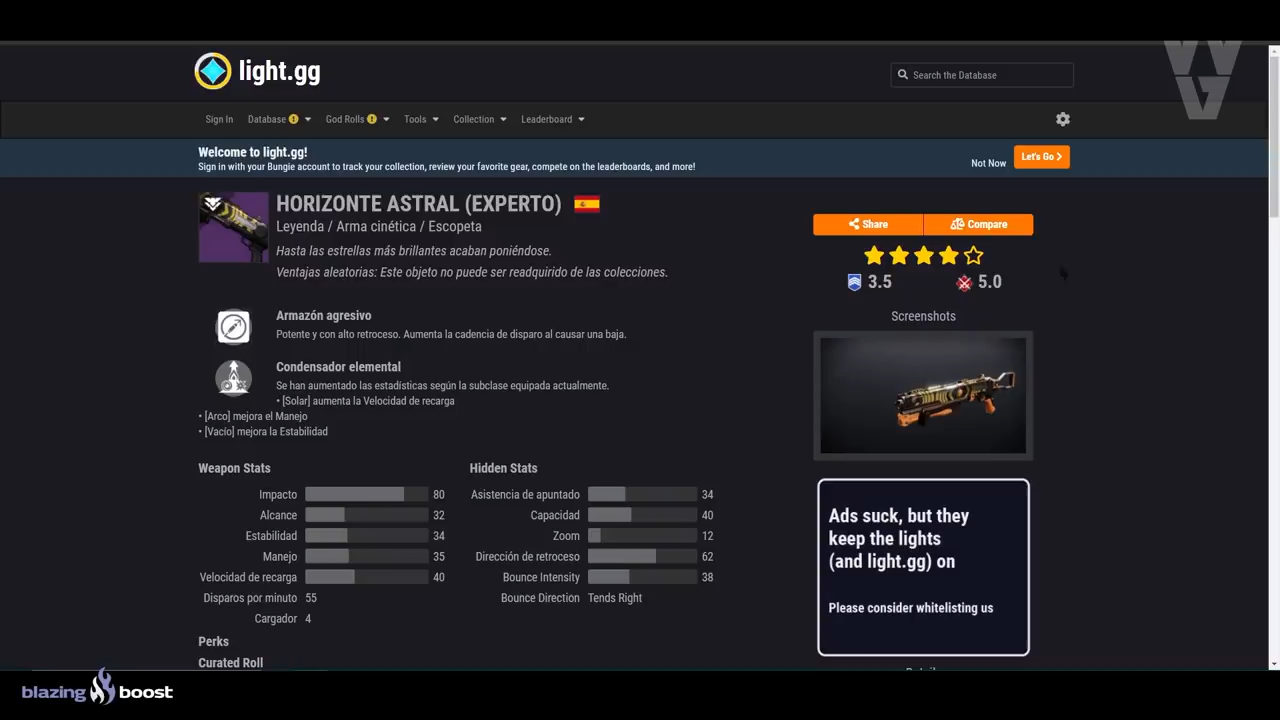 light.gg
Search the Database
WG
Sign In Database God Rolls Tools Collection Leaderboard
Welcome to light.gg!
Sign in with your Bungie account to track your collection, review your favorite gear, compete on the leaderboards, and more!
Not Now Let's Go
HORIZONTE ASTRAL (EXPERTO)
Leyenda / Arma cinética / Escopeta
Hasta las estrellas más brillantes acaban poniéndose.
Ventajas aleatorias: Este objeto no puede ser readquirido de las colecciones.
Share Compare
3.5 5.0
Screenshots
Armazón agresivo
Potente y con alto retroceso. Aumenta la cadencia de disparo al causar una baja.
Condensador elemental
Se han aumentado las estadísticas según la subclase equipada actualmente.
• [Solar] aumenta la Velocidad de recarga
• [Arco] mejora el Manejo
• [Vacío] mejora la Estabilidad
Weapon Stats
Impacto 80
Alcance 32
Estabilidad 34
Manejo 35
Velocidad de recarga 40
Disparos por minuto 55
Cargador 4
Hidden Stats
Asistencia de apuntado 34
Capacidad 40
Zoom 12
Dirección de retroceso 62
Bounce Intensity 38
Bounce Direction Tends Right
Ads suck, but they
keep the lights
(and light.gg) on
Please consider whitelisting us
Perks
Curated Roll
blazing boost